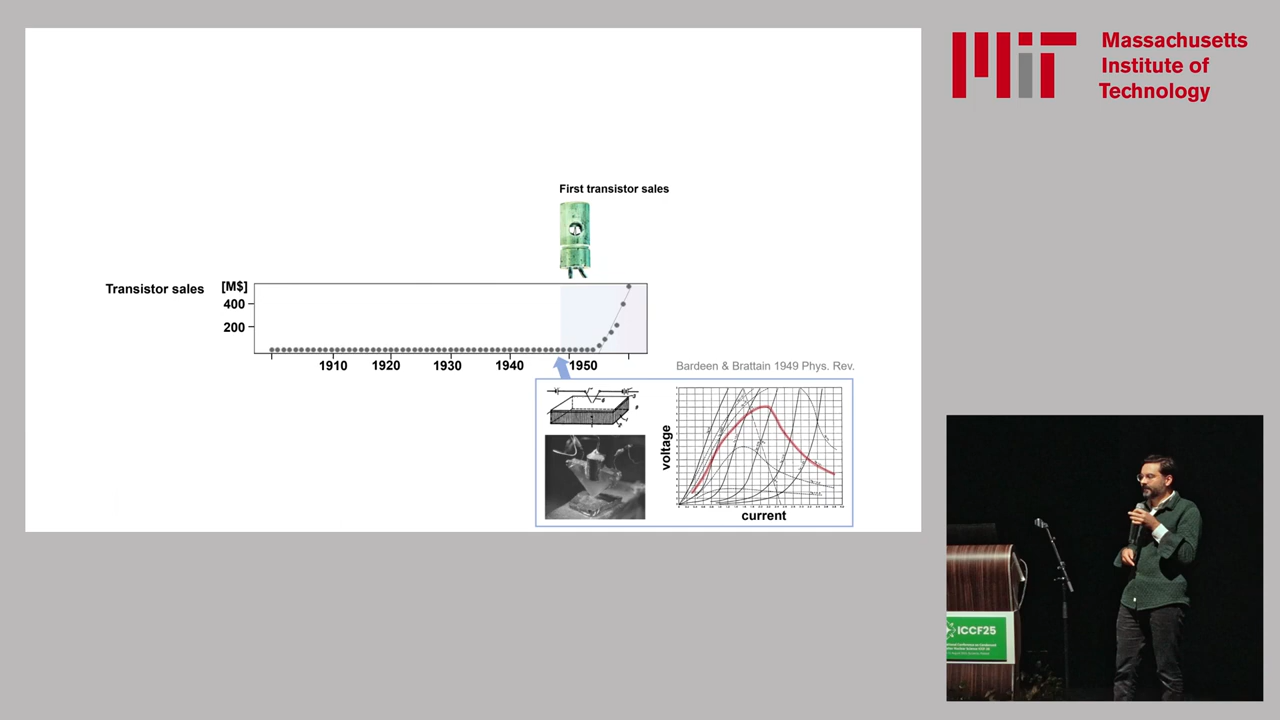 Massachusetts
Institute of
Technology
First transistor sales
Transistor sales
[M$]
400
200
1910
1920
1930
1940
1950
Bardeen & Brattain 1949 Phys. Rev.
voltage
current
ICCF25